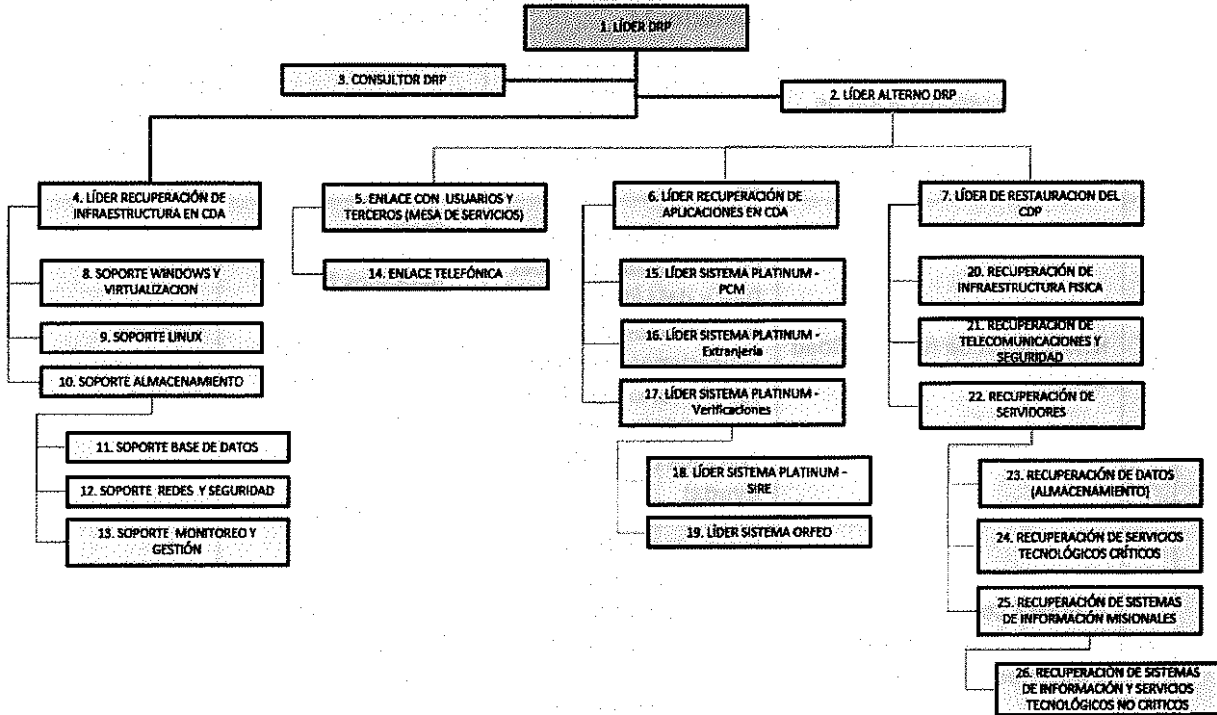 1. LÍDER DRP
3. CONSULTOR DRP
2. LÍDER ALTERNO DRP
4. LÍDER RECUPERACIÓN DE
INFRAESTRUCTURA EN CDA
5. ENLACE CON USUARIOS Y
TERCEROS (MESA DE SERVICIOS)
6. LÍDER RECUPERACIÓN DE
APLICACIONES EN CDA
7. LÍDER DE RESTAURACION DEL
CDP
8. SOPORTE WINDOWS Y
VIRTUALIZACION
9. SOPORTE LINUX
10. SOPORTE ALMACENAMIENTO
11. SOPORTE BASE DE DATOS
12. SOPORTE REDES Y SEGURIDAD
13. SOPORTE MONITOREO Y
GESTIÓN
14. ENLACE TELEFÓNICA
15. LÍDER SISTEMA PLATINUM -
PCM
16. LÍDER SISTEMA PLATINUM -
Extranjería
17. LÍDER SISTEMA PLATINUM -
Verificaciones
18. LÍDER SISTEMA PLATINUM -
SIRE
19. LÍDER SISTEMA ORFEO
20. RECUPERACIÓN DE
INFRAESTRUCTURA FISICA
21. RECUPERACIÓN DE
TELECOMUNICACIONES Y
SEGURIDAD
22. RECUPERACIÓN DE
SERVIDORES
23. RECUPERACIÓN DE DATOS
(ALMACENAMIENTO)
24. RECUPERACIÓN DE SERVICIOS
TECNOLÓGICOS CRÍTICOS
25. RECUPERACIÓN DE SISTEMAS
DE INFORMACIÓN MISIONALES
26. RECUPERACIÓN DE SISTEMAS
DE INFORMACIÓN Y SERVICIOS
TECNOLÓGICOS NO CRITICOS